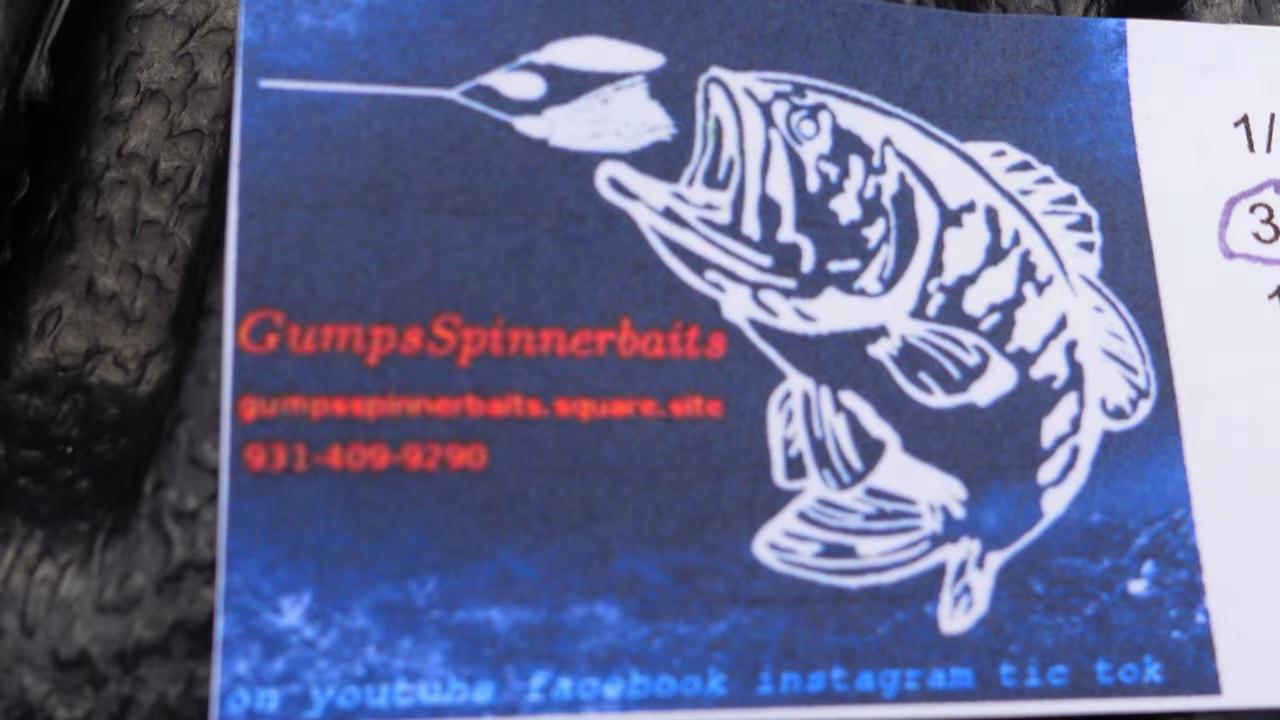 GumpsSpinnerbaits
gumpsspinnerbaits.square.site
931-409-9290
on youtube facebook instagram tic tok
1/
3